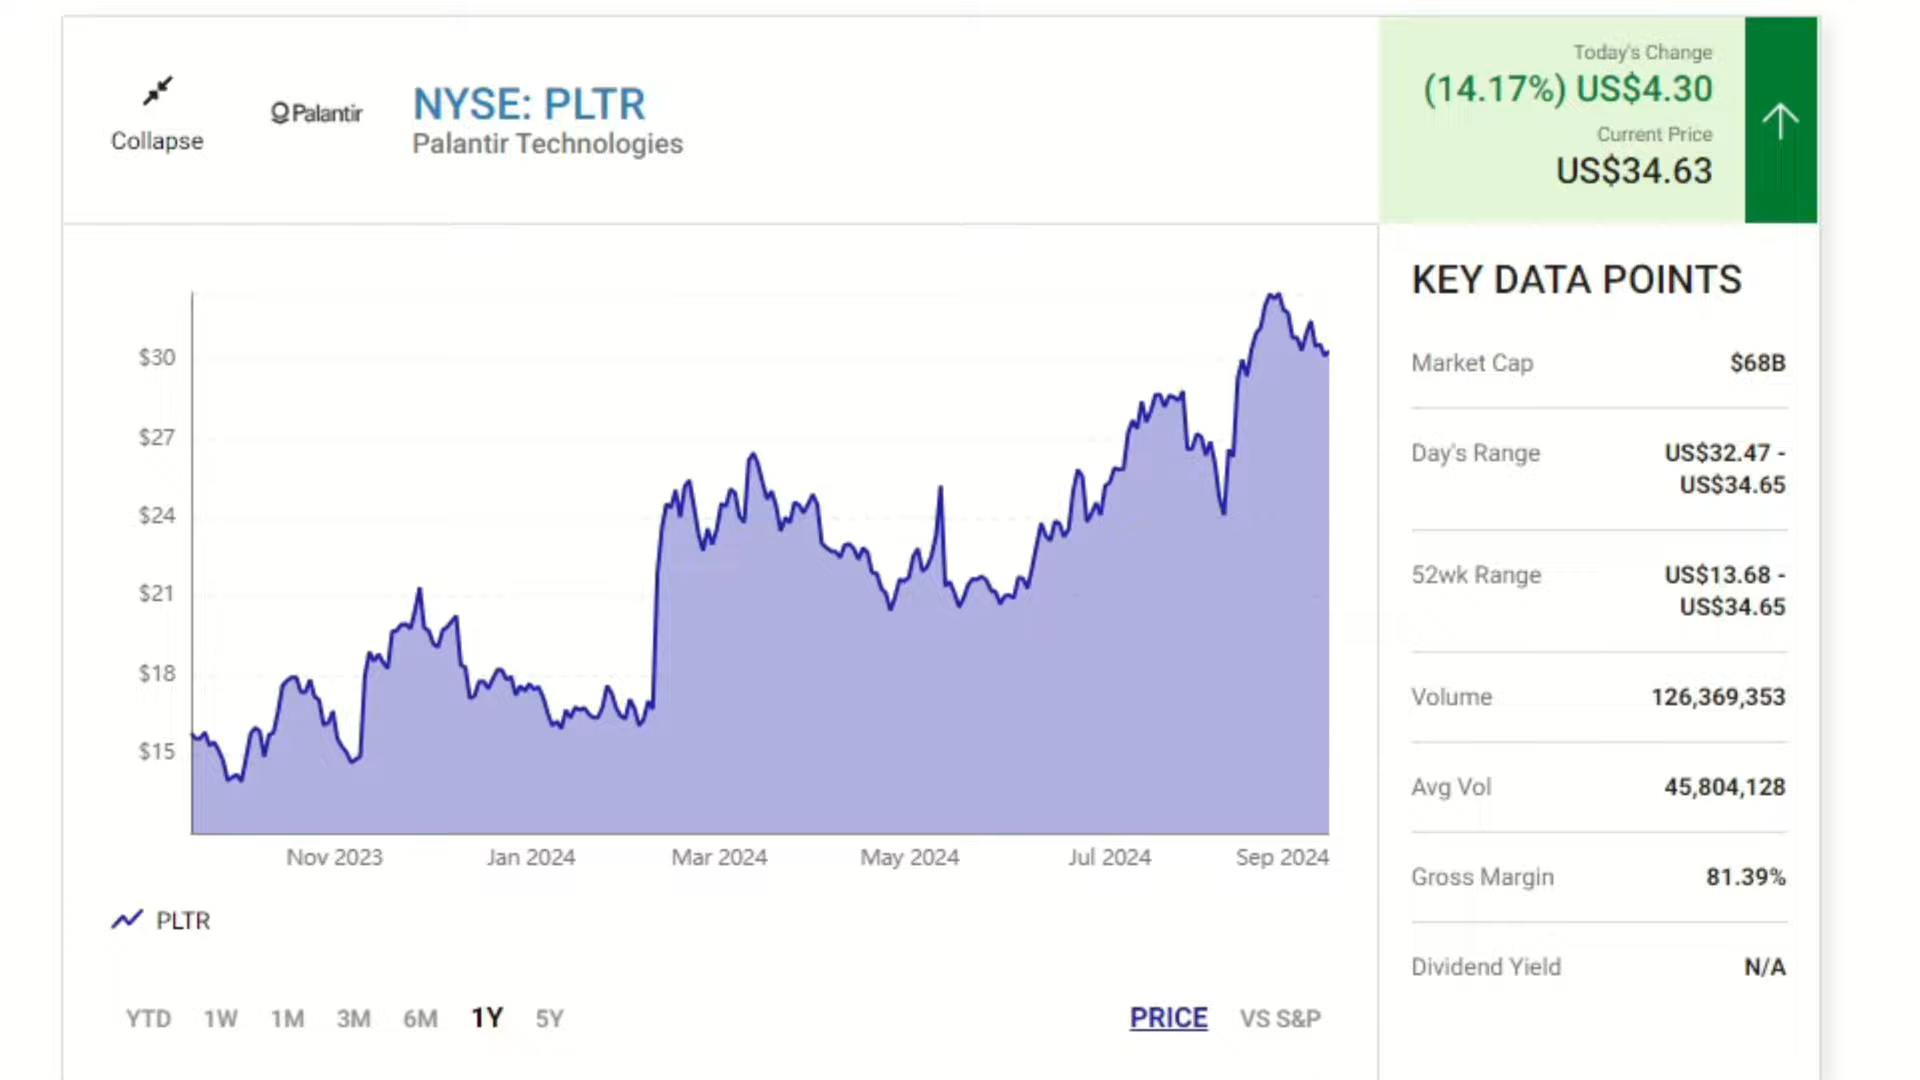 Collapse
Palantir
NYSE: PLTR
Palantir Technologies
Today's Change
(14.17%) US$4.30
Current Price
US$34.63
$30
$27
$24
$21
$18
$15
Nov 2023 Jan 2024 Mar 2024 May 2024 Jul 2024 Sep 2024
PLTR
YTD 1W 1M 3M 6M 1Y 5Y
PRICE VS S&P
KEY DATA POINTS
Market Cap $68B
Day's Range US$32.47 -
US$34.65
52wk Range US$13.68 -
US$34.65
Volume 126,369,353
Avg Vol 45,804,128
Gross Margin 81.39%
Dividend Yield N/A